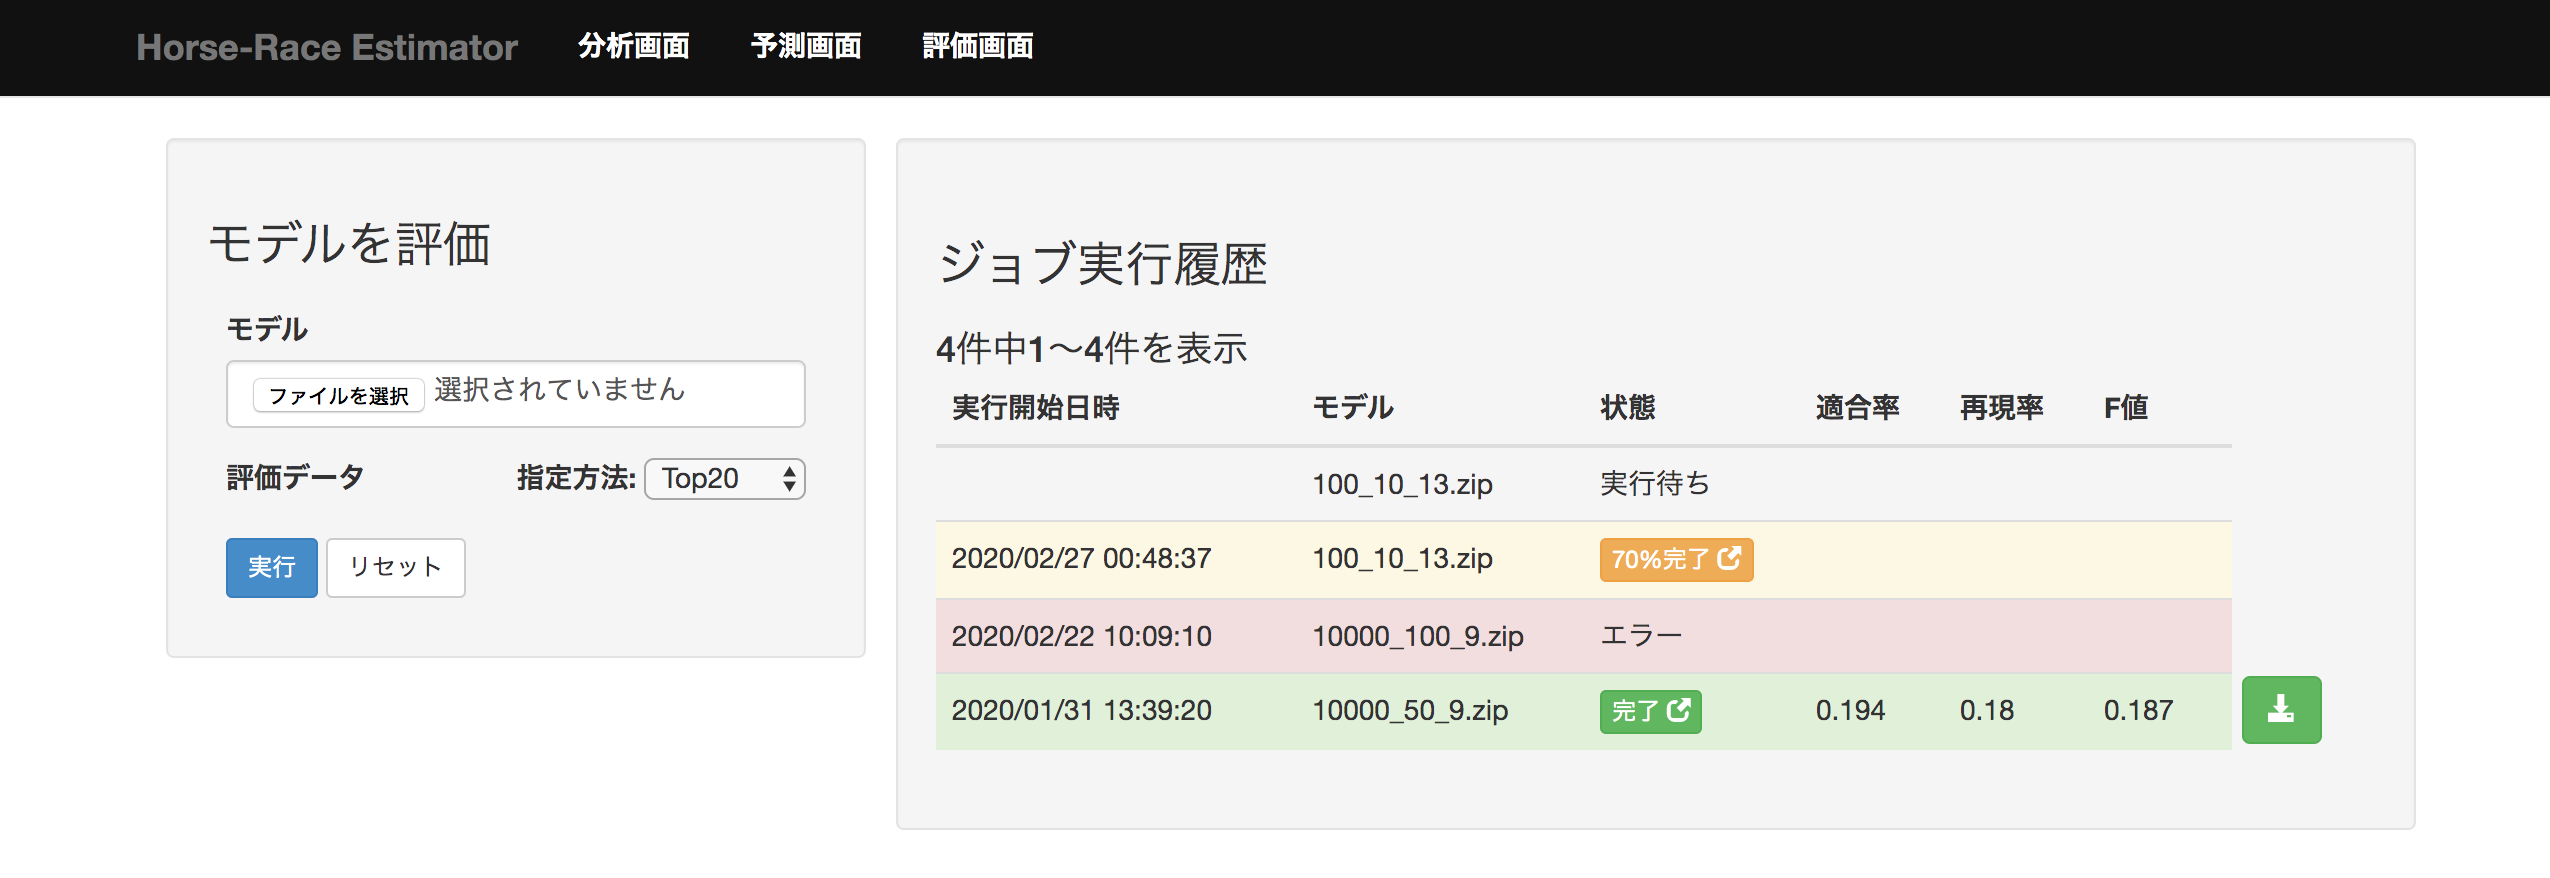 Horse-Race Estimator 分析画面 予測画面 評価画面
モデルを評価
モデル
ファイルを選択 選択されていません
評価データ 指定方法: Top20
実行 リセット
ジョブ実行履歴
4件中1〜4件を表示
実行開始日時 モデル 状態 適合率 再現率 F値
100_10_13.zip 実行待ち
2020/02/27 00:48:37 100_10_13.zip 70%完了
2020/02/22 10:09:10 10000_100_9.zip エラー
2020/01/31 13:39:20 10000_50_9.zip 完了 0.194 0.18 0.187